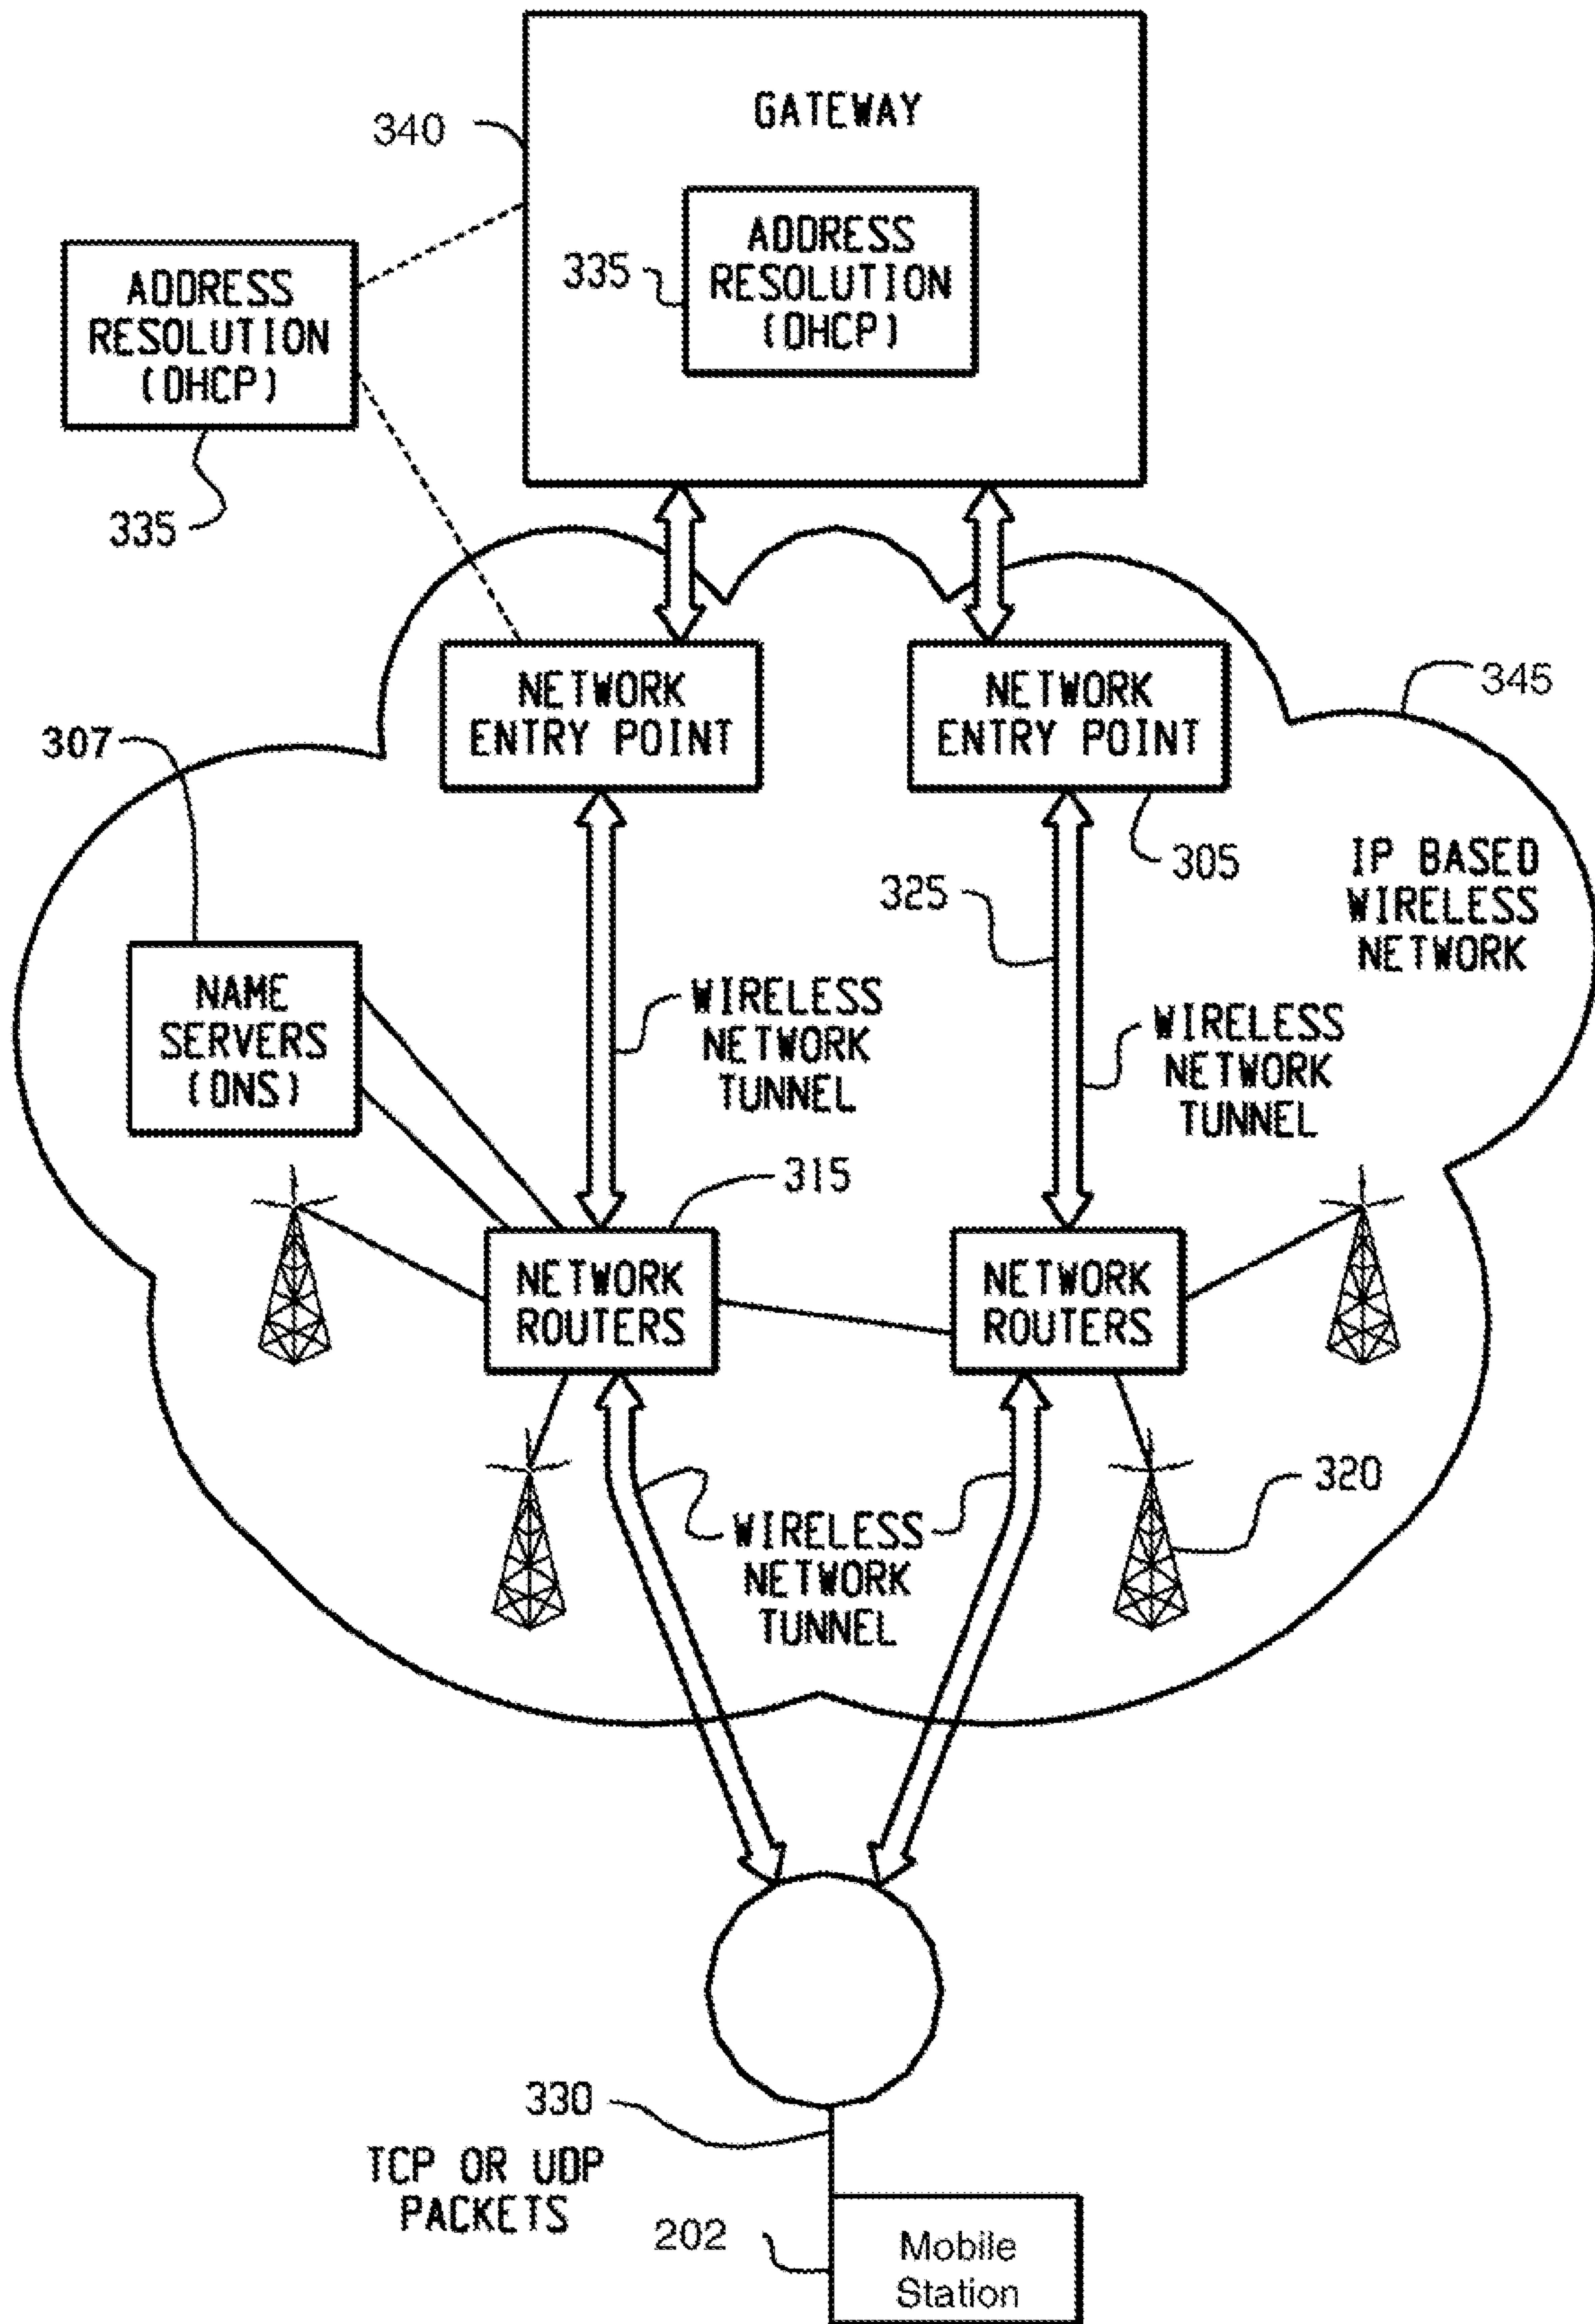 GATEWAY
340
ADDRESS
RESOLUTION
(DHCP)
335
ADDRESS
RESOLUTION
(DHCP)
335
NETWORK
ENTRY POINT
NETWORK
ENTRY POINT
345
307
305
325
IP BASED
WIRELESS
NETWORK
NAME
SERVERS
(DNS)
WIRELESS
NETWORK
TUNNEL
WIRELESS
NETWORK
TUNNEL
315
NETWORK
ROUTERS
NETWORK
ROUTERS
320
WIRELESS
NETWORK
TUNNEL
330
TCP OR UDP
PACKETS
202
Mobile
Station